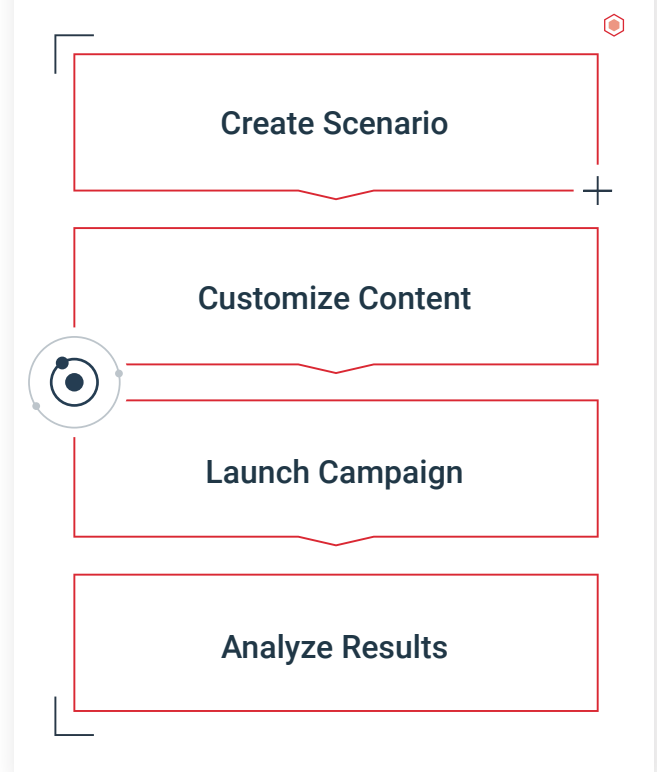 Create Scenario
Customize Content
Launch Campaign
Analyze Results